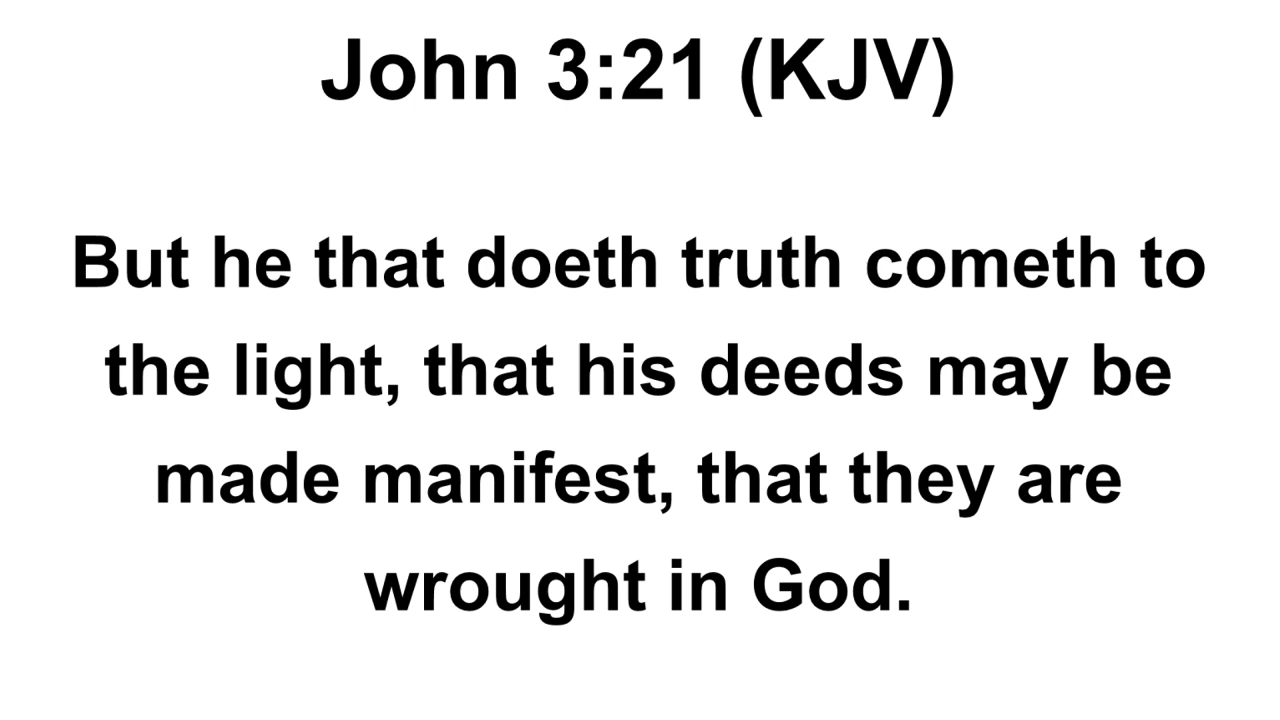 John 3:21 (KJV)
But he that doeth truth cometh to
the light, that his deeds may be
made manifest, that they are
wrought in God.